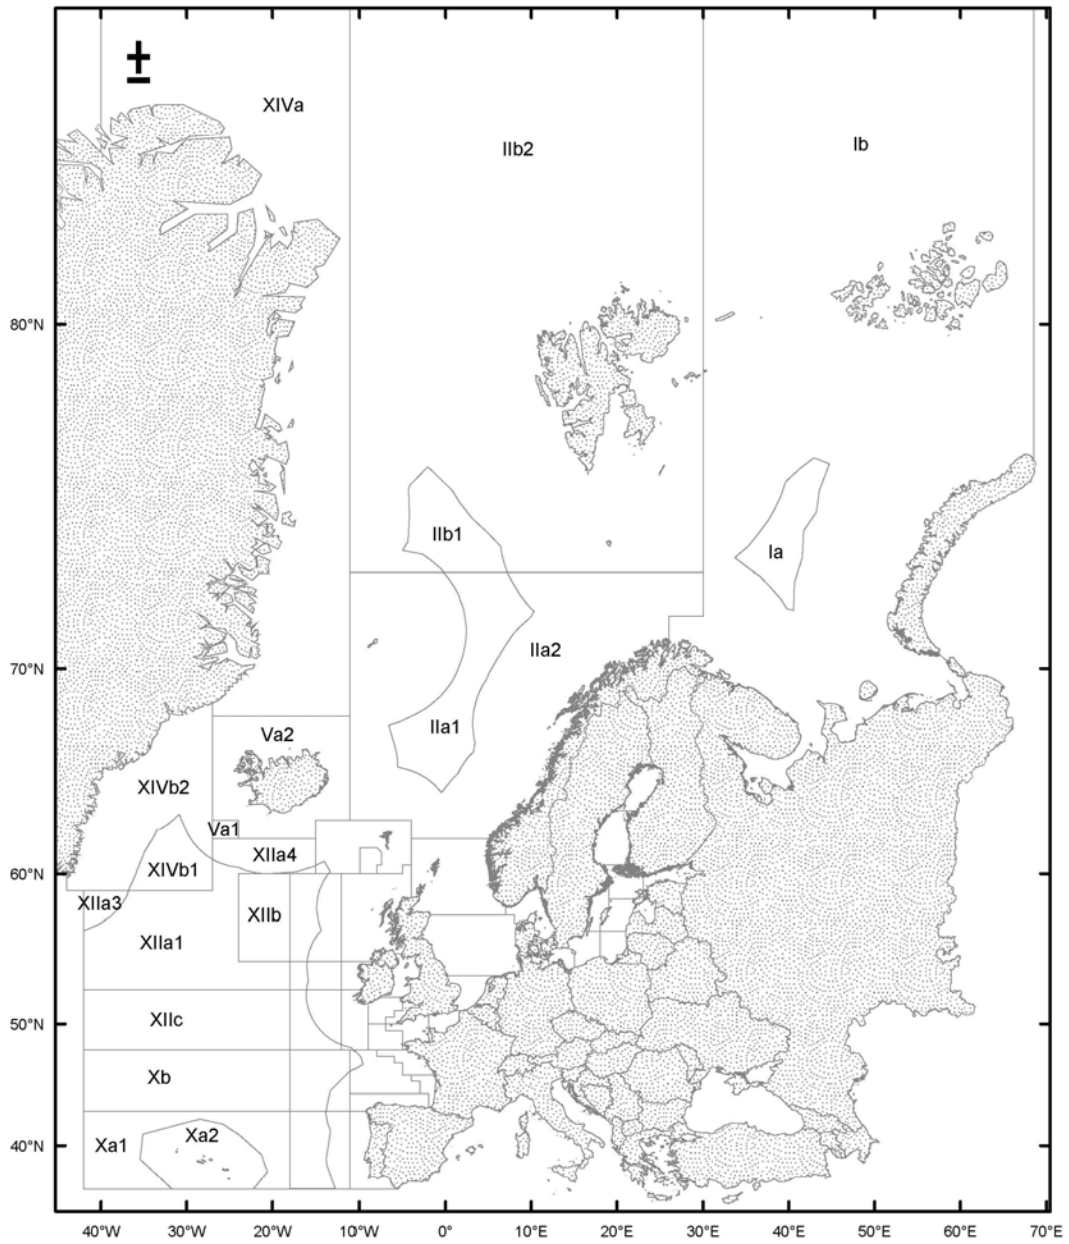 ±
XIVa
IIb2
Ib
80°N
IIb1
Ia
70°N
IIa2
IIa1
Va2
XIVb2
Va1
XIIa4
XIVb1
60°N
XIIa3
XIIb
XIIa1
XIIc
50°N
Xb
Xa1
Xa2
40°N
40°W 30°W 20°W 10°W 0° 10°E 20°E 30°E 40°E 50°E 60°E 70°E